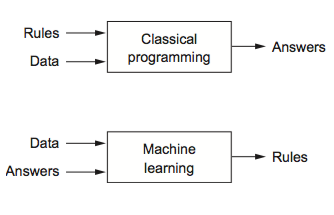 Rules
Data
Classical
programming
Answers
Data
Answers
Machine
learning
Rules